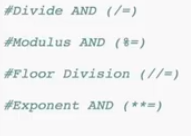 #Divide AND (/=)
#Modulus AND (%=)
#Floor Division (//=)
#Exponent AND (**=)